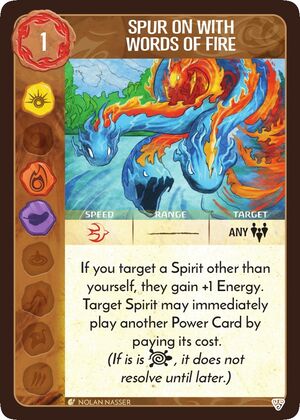 1
SPUR ON WITH
WORDS OF FIRE
SPEED RANGE TARGET
ANY
If you target a Spirit other than
yourself, they gain +1 Energy.
Target Spirit may immediately
play another Power Card by
paying its cost.
(If is is , it does not
resolve until later.)
NOLAN NASSER